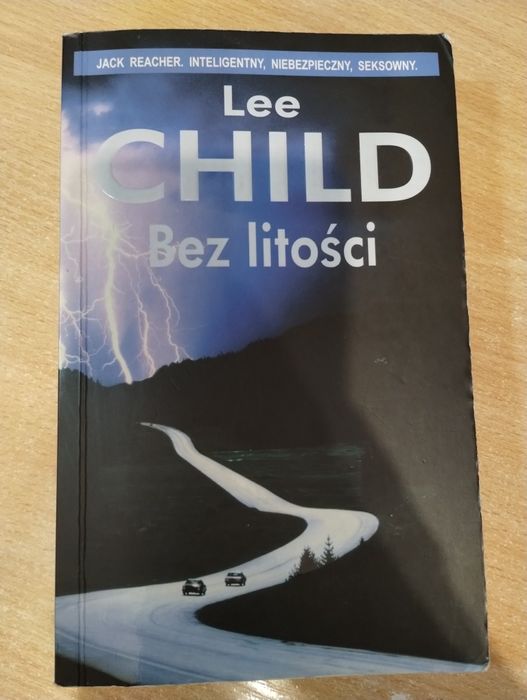 JACK REACHER. INTELIGENTNY, NIEBEZPIECZNY, SEKSOWNY.
Lee
CHILD
Bez litości